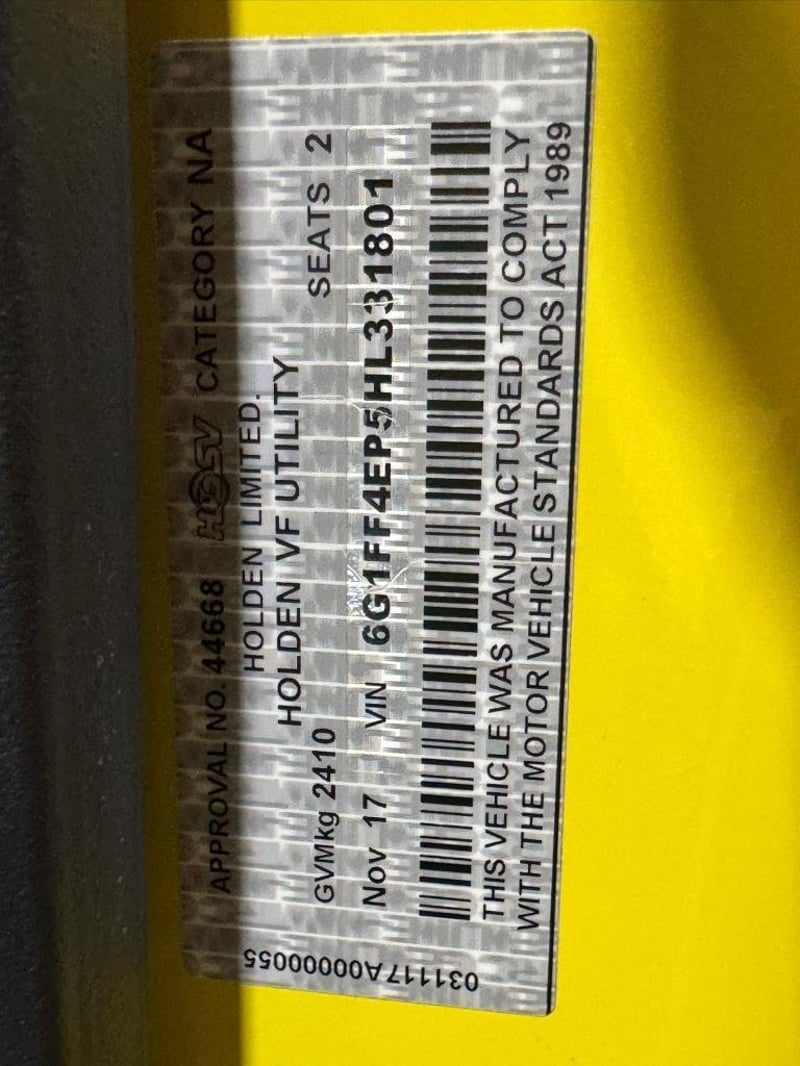 APPROVAL NO. 44668 HSV CATEGORY NA
HOLDEN LIMITED.
HOLDEN VF UTILITY
GVMkg 2410 SEATS 2
Nov 17 VIN 6G1FF4EP5HL331801
THIS VEHICLE WAS MANUFACTURED TO COMPLY
WITH THE MOTOR VEHICLE STANDARDS ACT 1989
031117A00000055